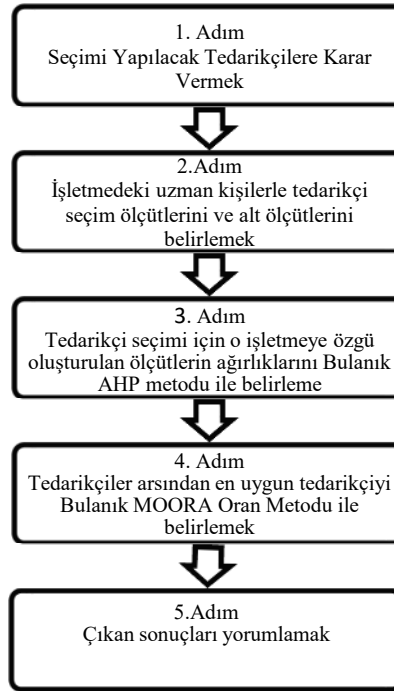 1. Adım
Seçimi Yapılacak Tedarikçilere Karar
Vermek
2.Adım
İşletmedeki uzman kişilerle tedarikçi
seçim ölçütlerini ve alt ölçütlerini
belirlemek
3. Adım
Tedarikçi seçimi için o işletmeye özgü
oluşturulan ölçütlerin ağırlıklarını Bulanık
AHP metodu ile belirleme
4. Adım
Tedarikçiler arsından en uygun tedarikçiyi
Bulanık MOORA Oran Metodu ile
belirlemek
5.Adım
Çıkan sonuçları yorumlamak